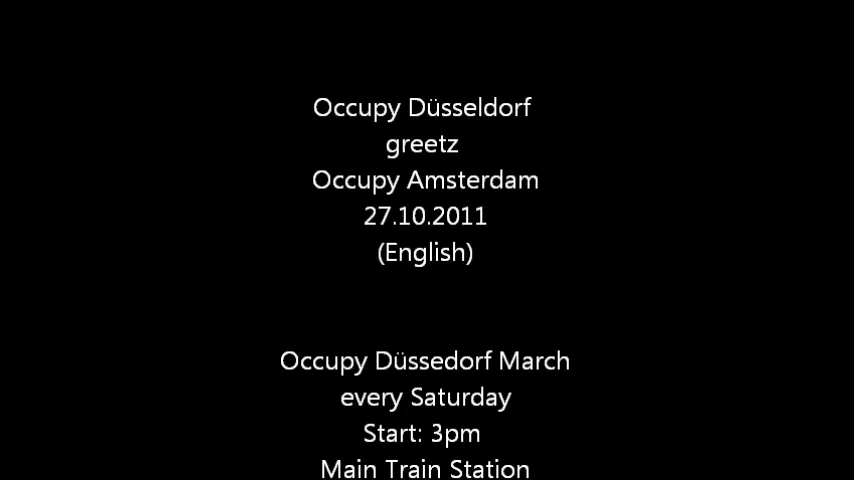 Occupy Düsseldorf
greetz
Occupy Amsterdam
27.10.2011
(English)
Occupy Düssedorf March
every Saturday
Start: 3pm
Main Train Station